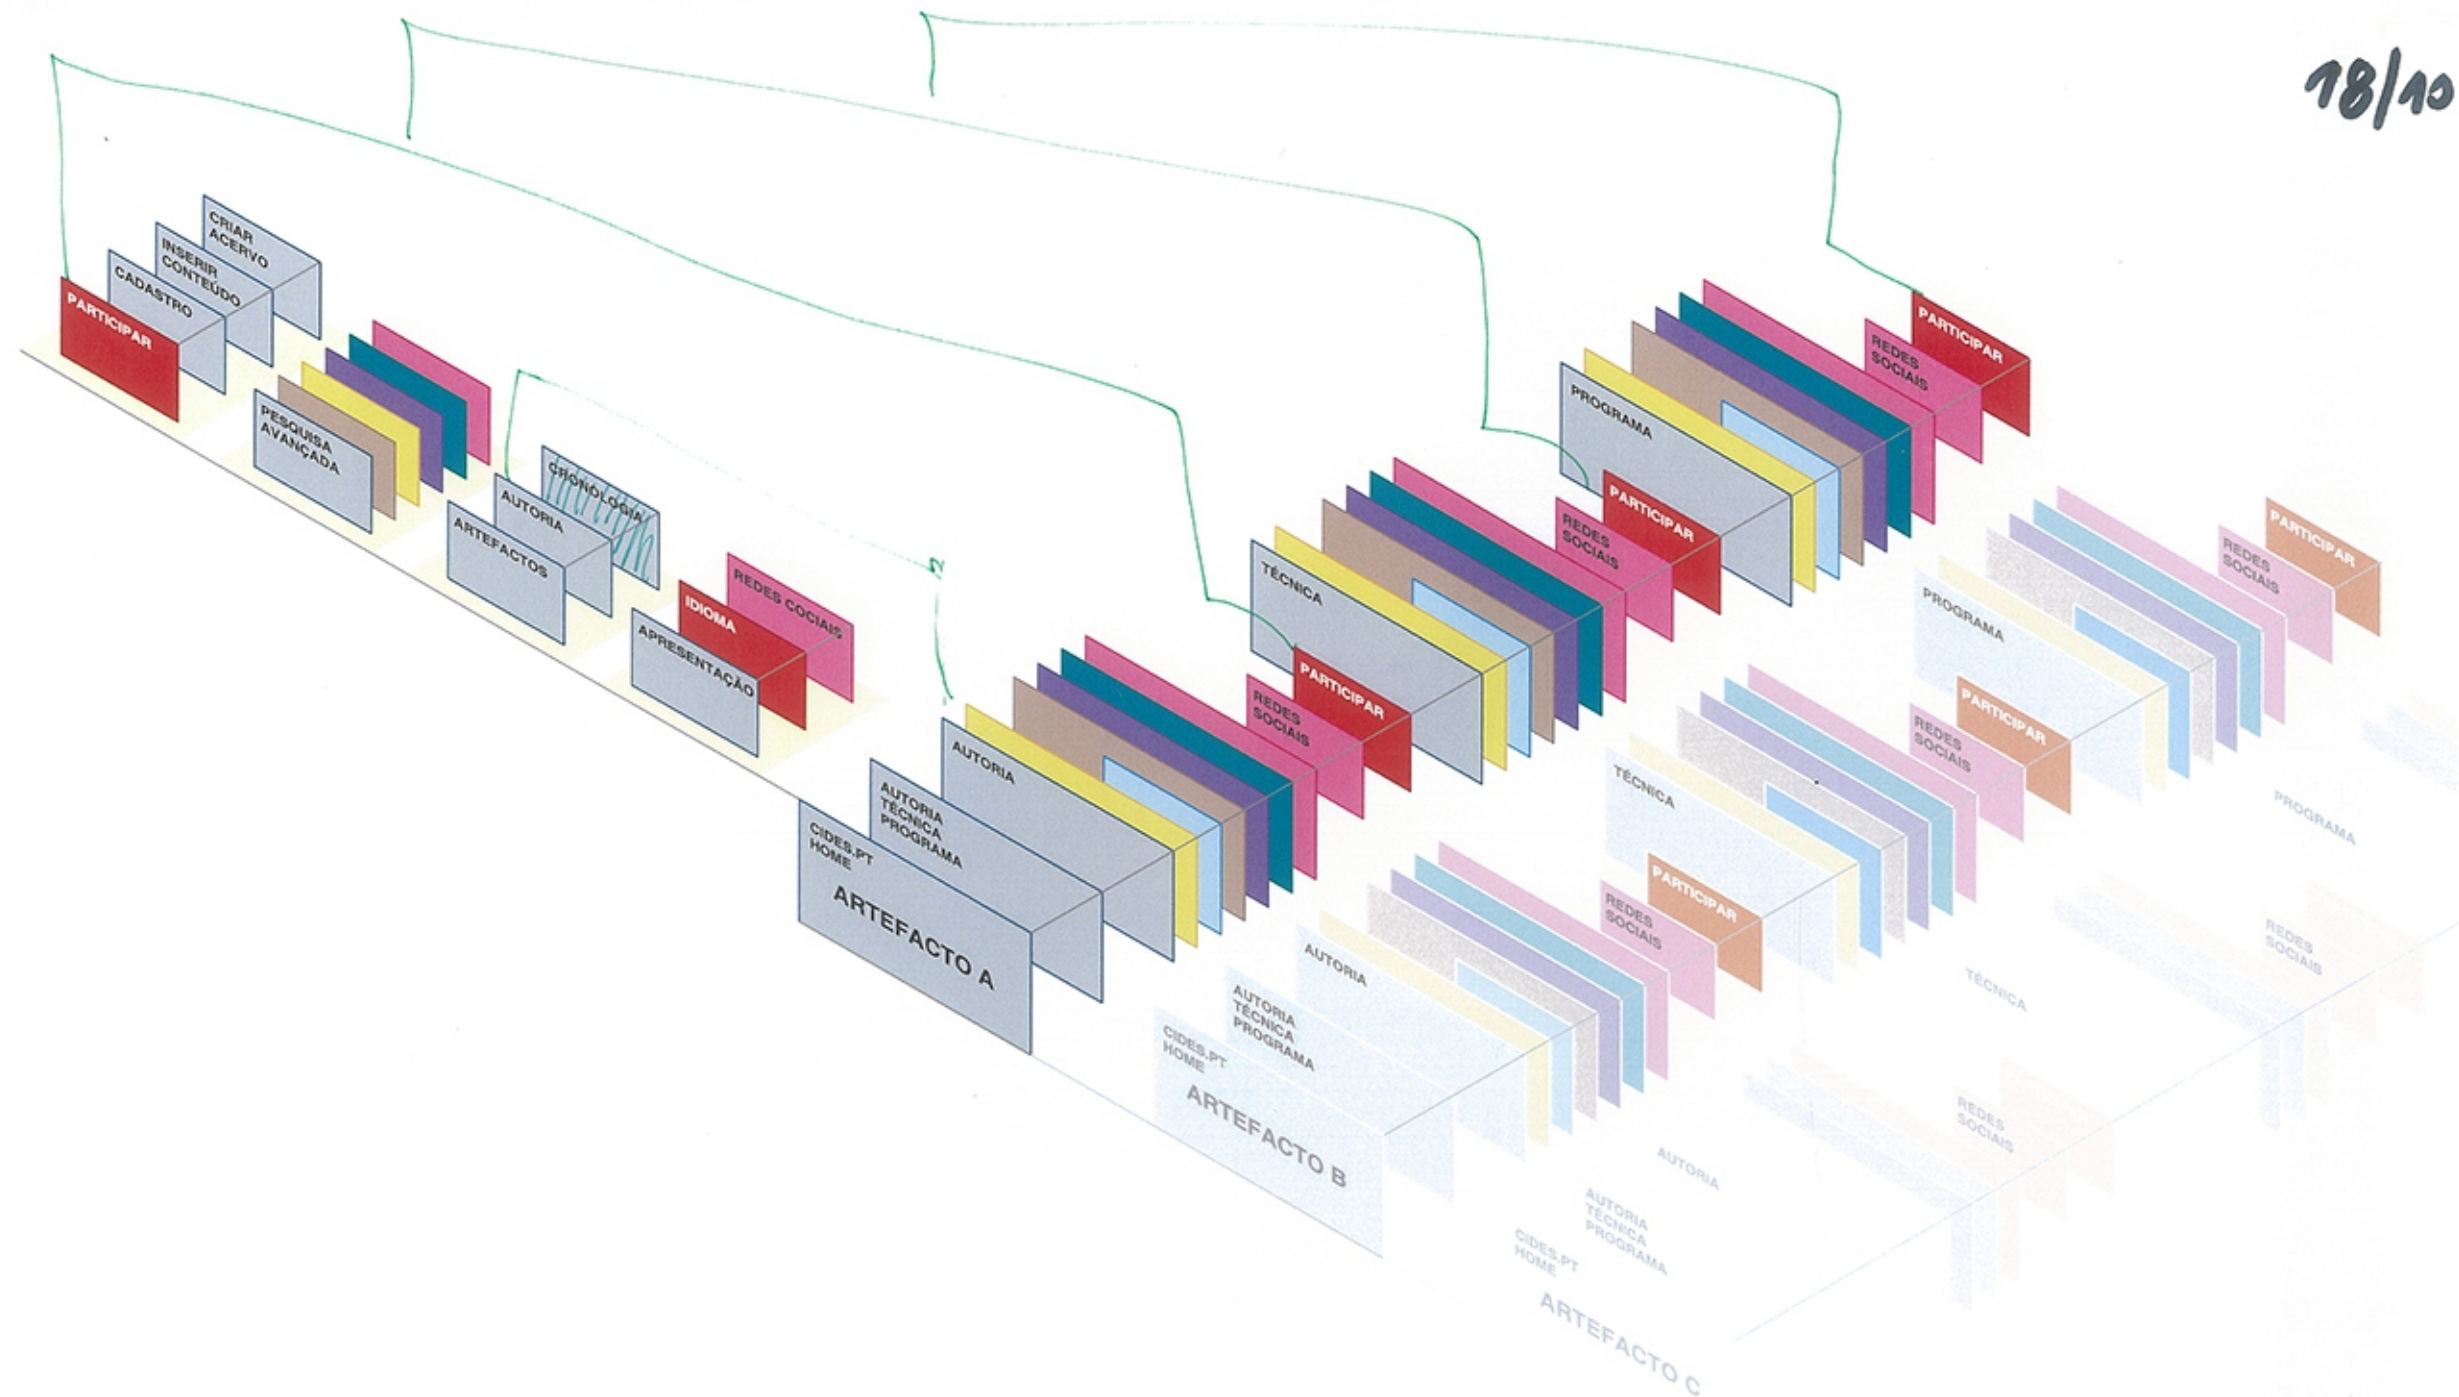 18/10
CRIAR
ACERVO
INSERIR
CONTEÚDO
CADASTRO
PARTICIPAR
PESQUISA
AVANÇADA
CRONOLOGIA
AUTORIA
ARTEFACTOS
REDES COCIAIS
IDIOMA
APRESENTAÇÃO
PARTICIPAR
REDES
SOCIAIS
PROGRAMA
PARTICIPAR
REDES
SOCIAIS
TÉCNICA
PARTICIPAR
REDES
SOCIAIS
AUTORIA
AUTORIA
TÉCNICA
PROGRAMA
CIDES.PT
HOME
ARTEFACTO A
PARTICIPAR
REDES
SOCIAIS
PROGRAMA
PARTICIPAR
REDES
SOCIAIS
TÉCNICA
PARTICIPAR
REDES
SOCIAIS
AUTORIA
AUTORIA
TÉCNICA
PROGRAMA
CIDES.PT
HOME
ARTEFACTO B
PROGRAMA
REDES
SOCIAIS
TÉCNICA
REDES
SOCIAIS
AUTORIA
AUTORIA
TÉCNICA
PROGRAMA
CIDES.PT
HOME
ARTEFACTO C